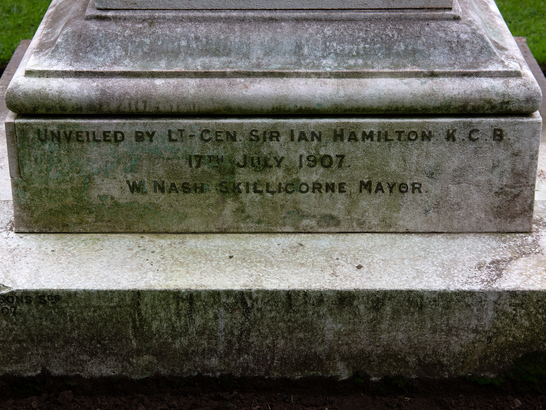 UNVEILED BY LT-GEN. SIR IAN HAMILTON K.C.B.
17TH JULY 1907.
W. NASH SKILLICORNE, MAYOR.